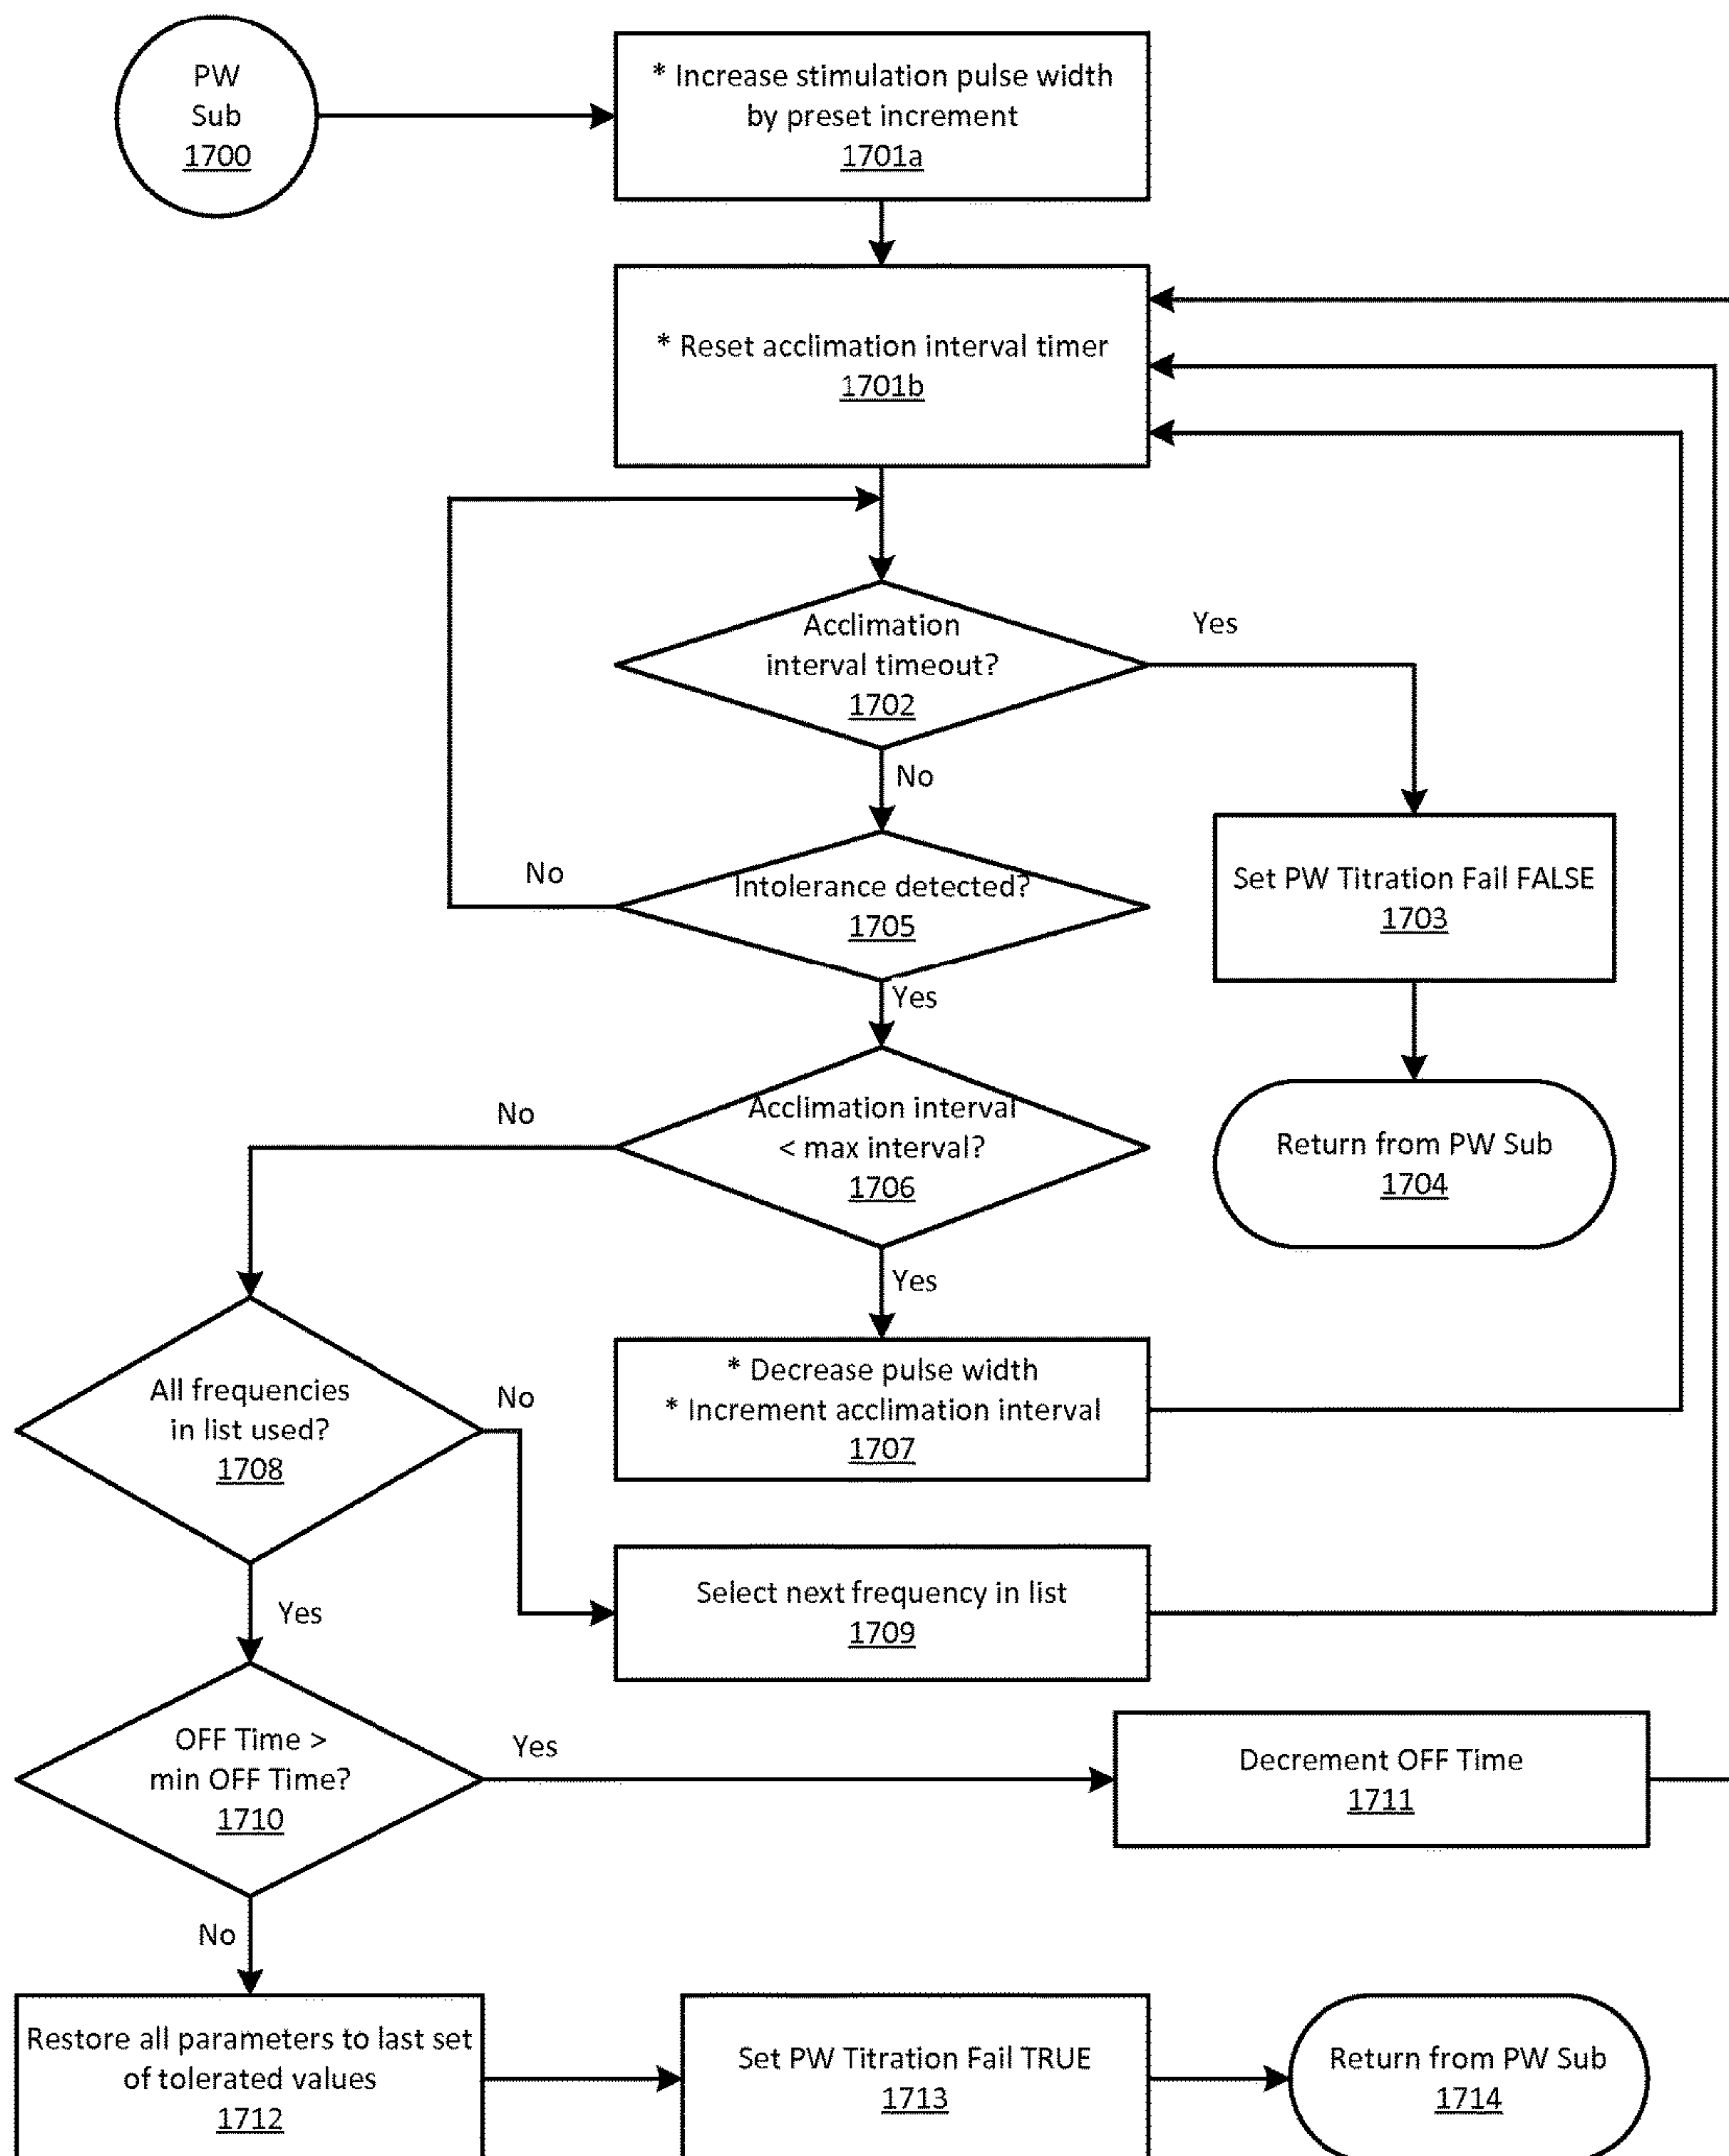 PW
Sub
1700
* Increase stimulation pulse width
by preset increment
1701a
* Reset acclimation interval timer
1701b
Acclimation
interval timeout?
1702
Yes
No
Intolerance detected?
1705
No
Set PW Titration Fail FALSE
1703
Yes
Acclimation interval
< max interval?
1706
No
Return from PW Sub
1704
Yes
* Decrease pulse width
* Increment acclimation interval
1707
All frequencies
in list used?
1708
No
Select next frequency in list
1709
Yes
OFF Time >
min OFF Time?
1710
Yes
Decrement OFF Time
1711
No
Restore all parameters to last set
of tolerated values
1712
Set PW Titration Fail TRUE
1713
Return from PW Sub
1714